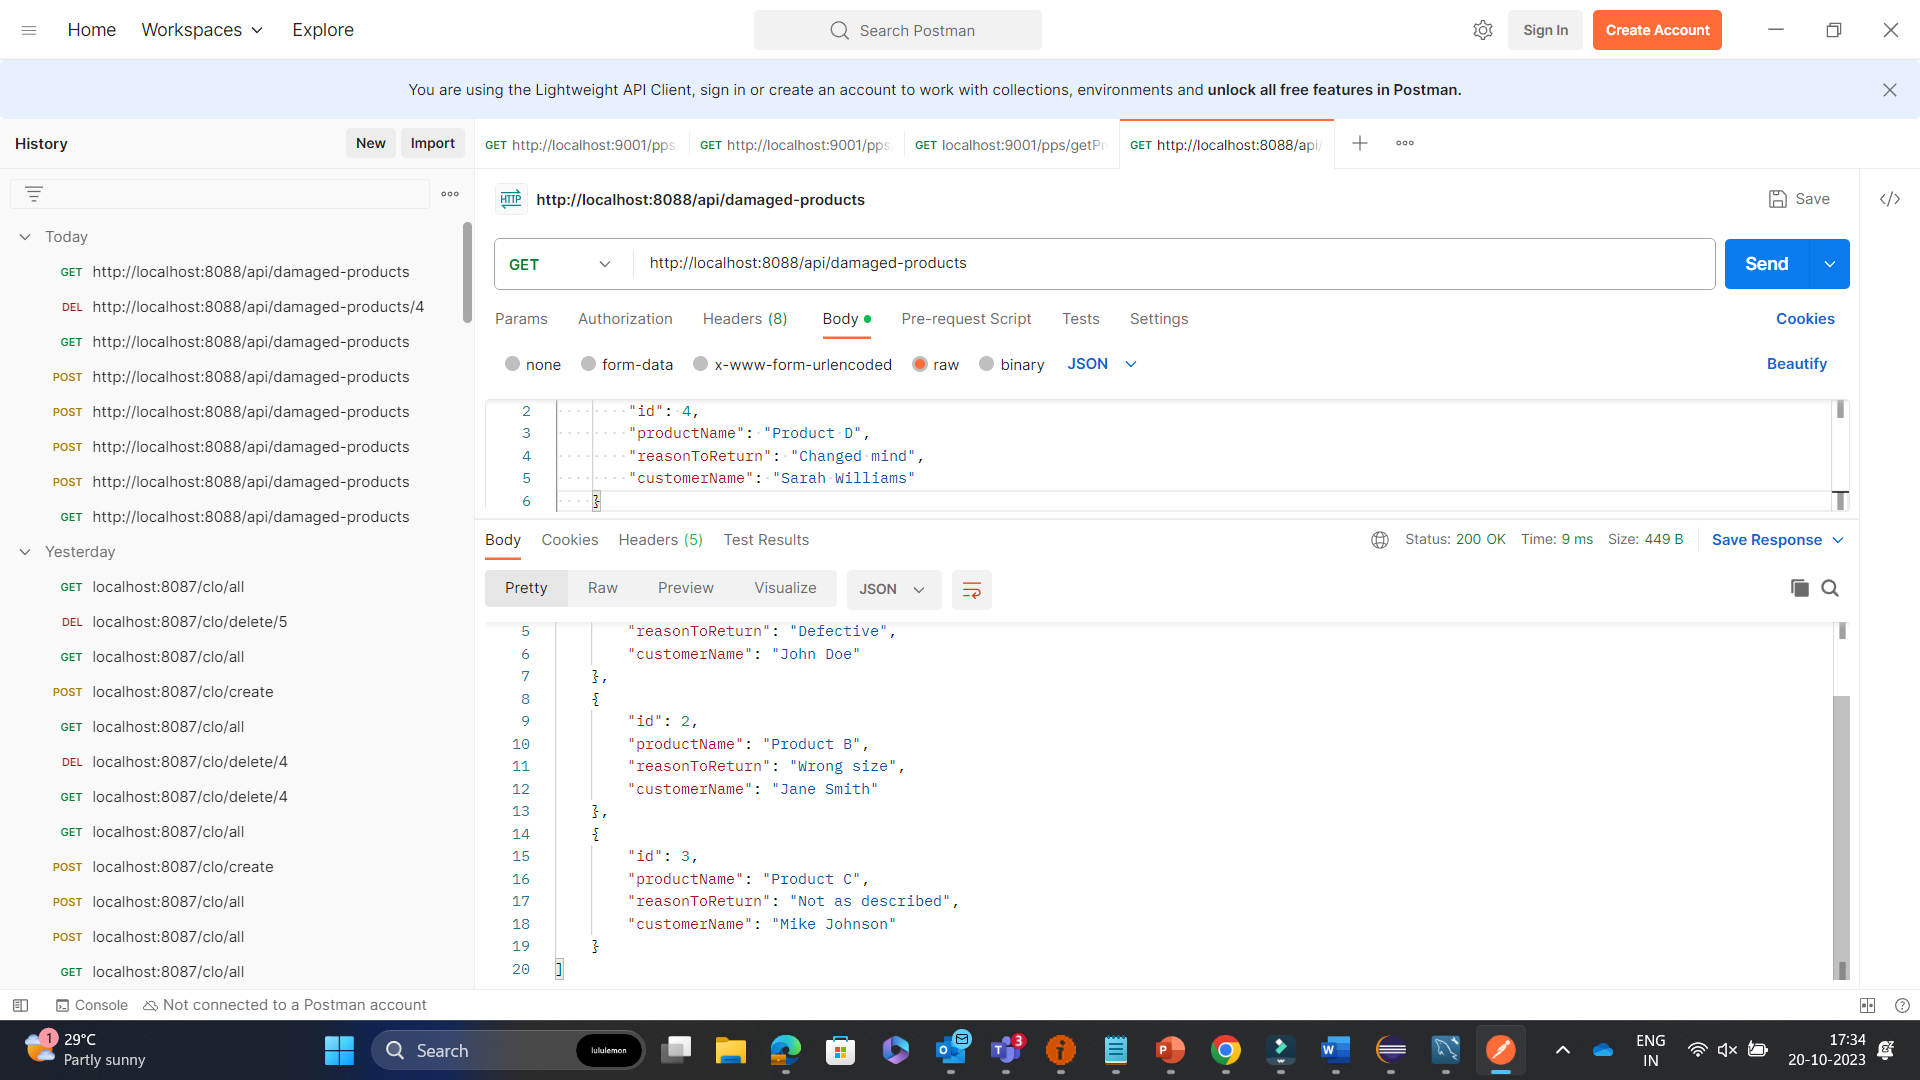 Home
Workspaces
Explore
Search Postman
Sign In
Create Account
You are using the Lightweight API Client, sign in or create an account to work with collections, environments and unlock all free features in Postman.
History
New
Import
GET http://localhost:9001/pps
GET http://localhost:9001/pps
GET localhost:9001/pps/getPr
GET http://localhost:8088/api/
HTTP
http://localhost:8088/api/damaged-products
Save
</>
Today
GET http://localhost:8088/api/damaged-products
DEL http://localhost:8088/api/damaged-products/4
GET http://localhost:8088/api/damaged-products
POST http://localhost:8088/api/damaged-products
POST http://localhost:8088/api/damaged-products
POST http://localhost:8088/api/damaged-products
POST http://localhost:8088/api/damaged-products
GET http://localhost:8088/api/damaged-products
Yesterday
GET localhost:8087/clo/all
DEL localhost:8087/clo/delete/5
GET localhost:8087/clo/all
POST localhost:8087/clo/create
GET localhost:8087/clo/all
DEL localhost:8087/clo/delete/4
GET localhost:8087/clo/delete/4
GET localhost:8087/clo/all
POST localhost:8087/clo/create
POST localhost:8087/clo/all
POST localhost:8087/clo/all
GET localhost:8087/clo/all
GET
http://localhost:8088/api/damaged-products
Send
Params
Authorization
Headers (8)
Body
Pre-request Script
Tests
Settings
Cookies
none
form-data
x-www-form-urlencoded
raw
binary
JSON
Beautify
2 "id": 4,
3 "productName": "Product D",
4 "reasonToReturn": "Changed mind",
5 "customerName": "Sarah Williams"
6 }
Body
Cookies
Headers (5)
Test Results
Status: 200 OK
Time: 9 ms
Size: 449 B
Save Response
Pretty
Raw
Preview
Visualize
JSON
5 "reasonToReturn": "Defective",
6 "customerName": "John Doe"
7 },
8 {
9 "id": 2,
10 "productName": "Product B",
11 "reasonToReturn": "Wrong size",
12 "customerName": "Jane Smith"
13 },
14 {
15 "id": 3,
16 "productName": "Product C",
17 "reasonToReturn": "Not as described",
18 "customerName": "Mike Johnson"
19 }
20 ]
Console
Not connected to a Postman account
1
29°C
Partly sunny
Search
lululemon
3
ENG
IN
17:34
20-10-2023